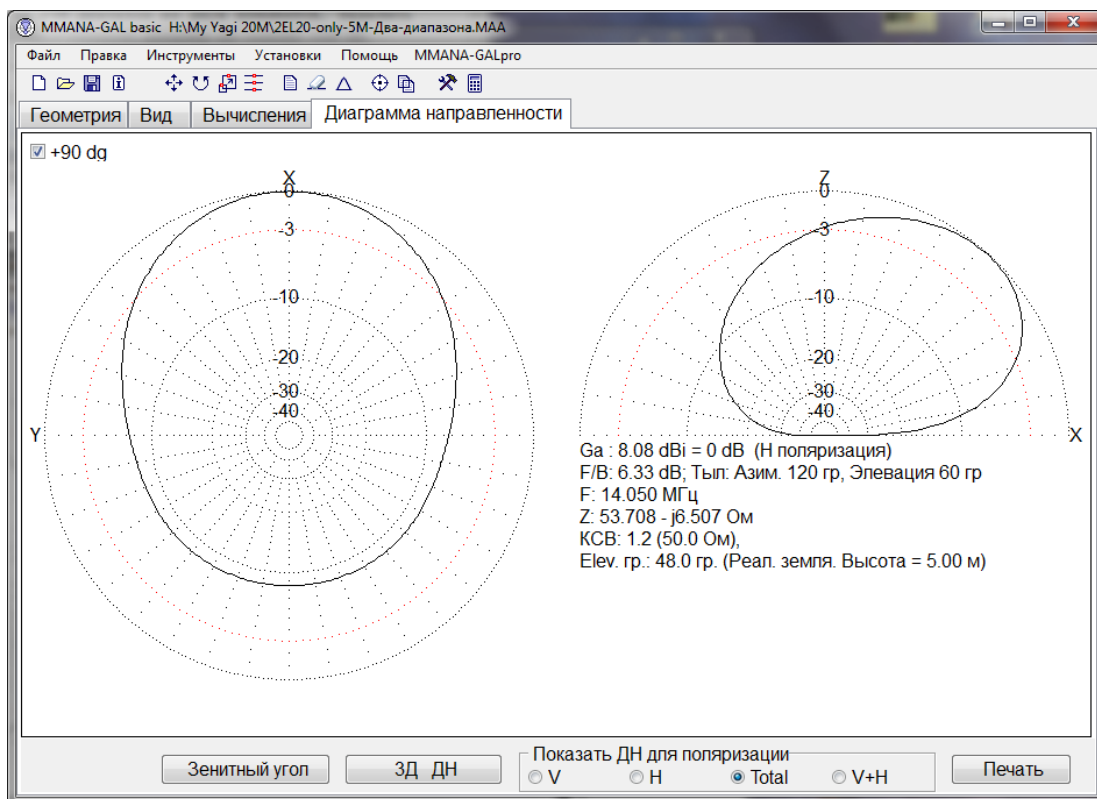 MMANA-GAL basic H:\My Yagi 20M\2EL20-only-5M-Два-диапазона.MAA
Файл Правка Инструменты Установки Помощь MMANA-GALpro
Геометрия Вид Вычисления Диаграмма направленности
+90 dg
X
0
-3
-10
-20
-30
-40
Y
Z
0
-3
-10
-20
-30
-40
X
Ga : 8.08 dBi = 0 dB (H поляризация)
F/B: 6.33 dB; Тып: Азим. 120 гр, Элевация 60 гр
F: 14.050 МГц
Z: 53.708 - j6.507 Ом
КСВ: 1.2 (50.0 Ом),
Elev. гр.: 48.0 гр. (Реал. земля. Высота = 5.00 м)
Зенитный угол
3Д ДН
Показать ДН для поляризации
V H Total V+H
Печать